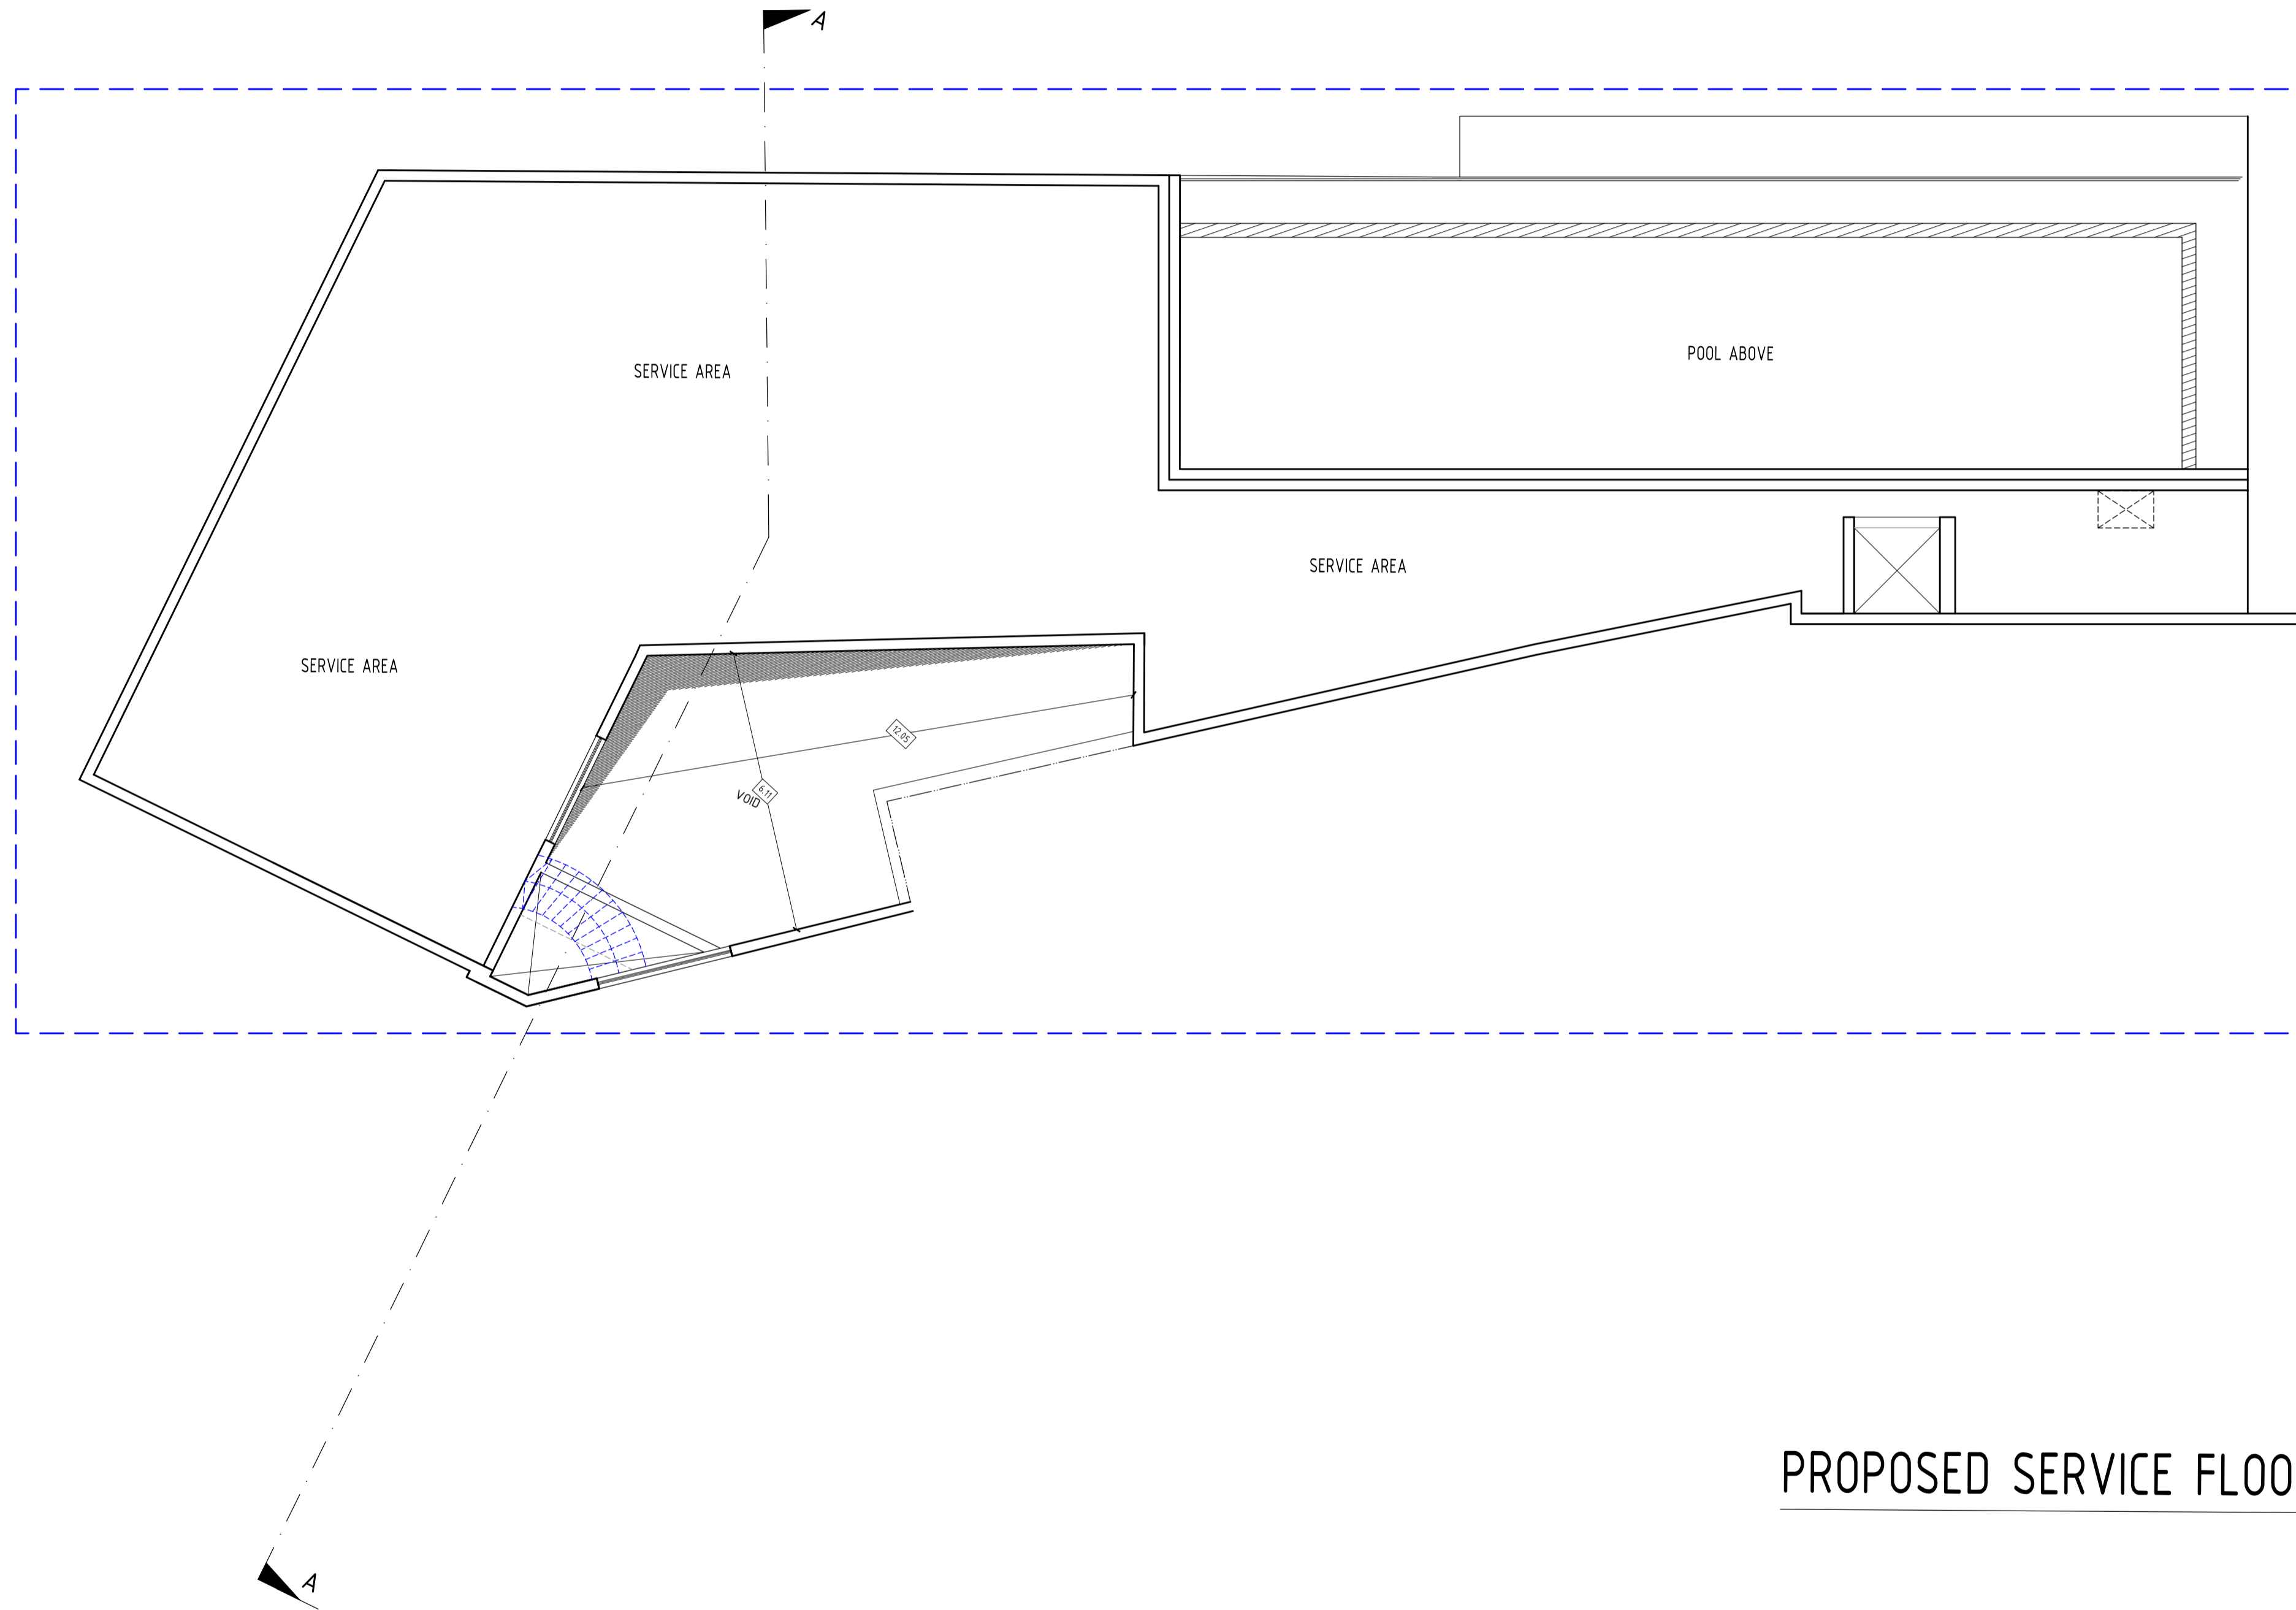 A
POOL ABOVE
SERVICE AREA
SERVICE AREA
SERVICE AREA
12.05
6.11
VOID
PROPOSED SERVICE FLOO
A